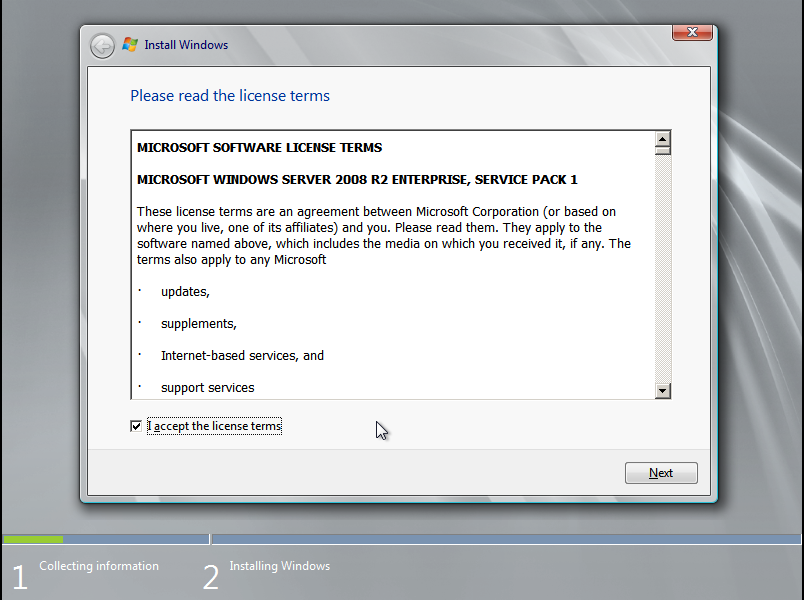 Install Windows
Please read the license terms
MICROSOFT SOFTWARE LICENSE TERMS
MICROSOFT WINDOWS SERVER 2008 R2 ENTERPRISE, SERVICE PACK 1
These license terms are an agreement between Microsoft Corporation (or based on
where you live, one of its affiliates) and you. Please read them. They apply to the
software named above, which includes the media on which you received it, if any. The
terms also apply to any Microsoft
· updates,
· supplements,
· Internet-based services, and
· support services
I accept the license terms
Next
1 Collecting information
2 Installing Windows